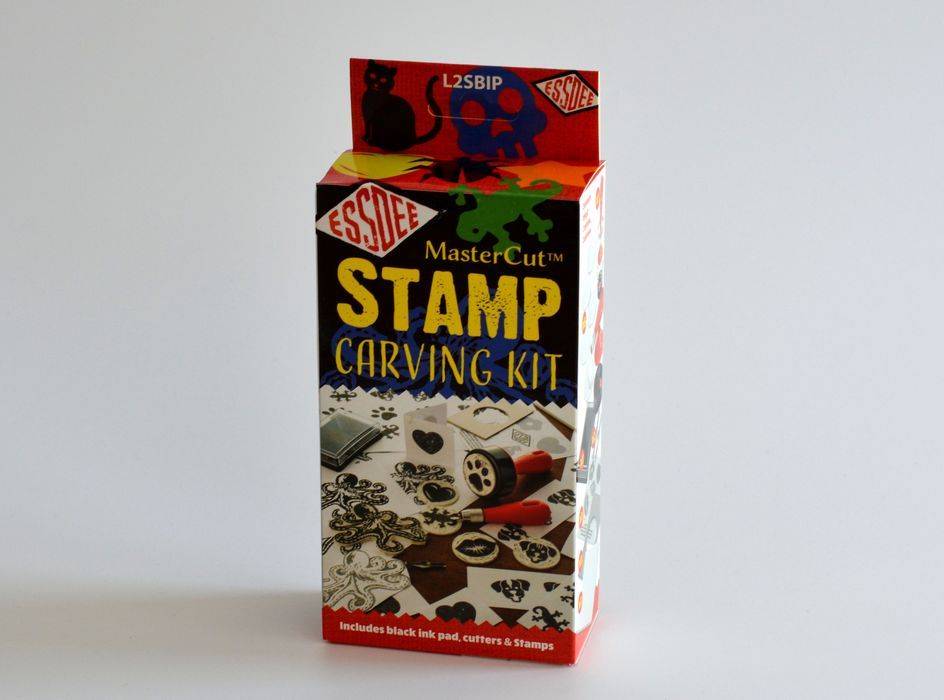 L2SBIP
ESSDEE
ESSDEE
MasterCut™
STAMP
CARVING KIT
Includes black ink pad, cutters & Stamps